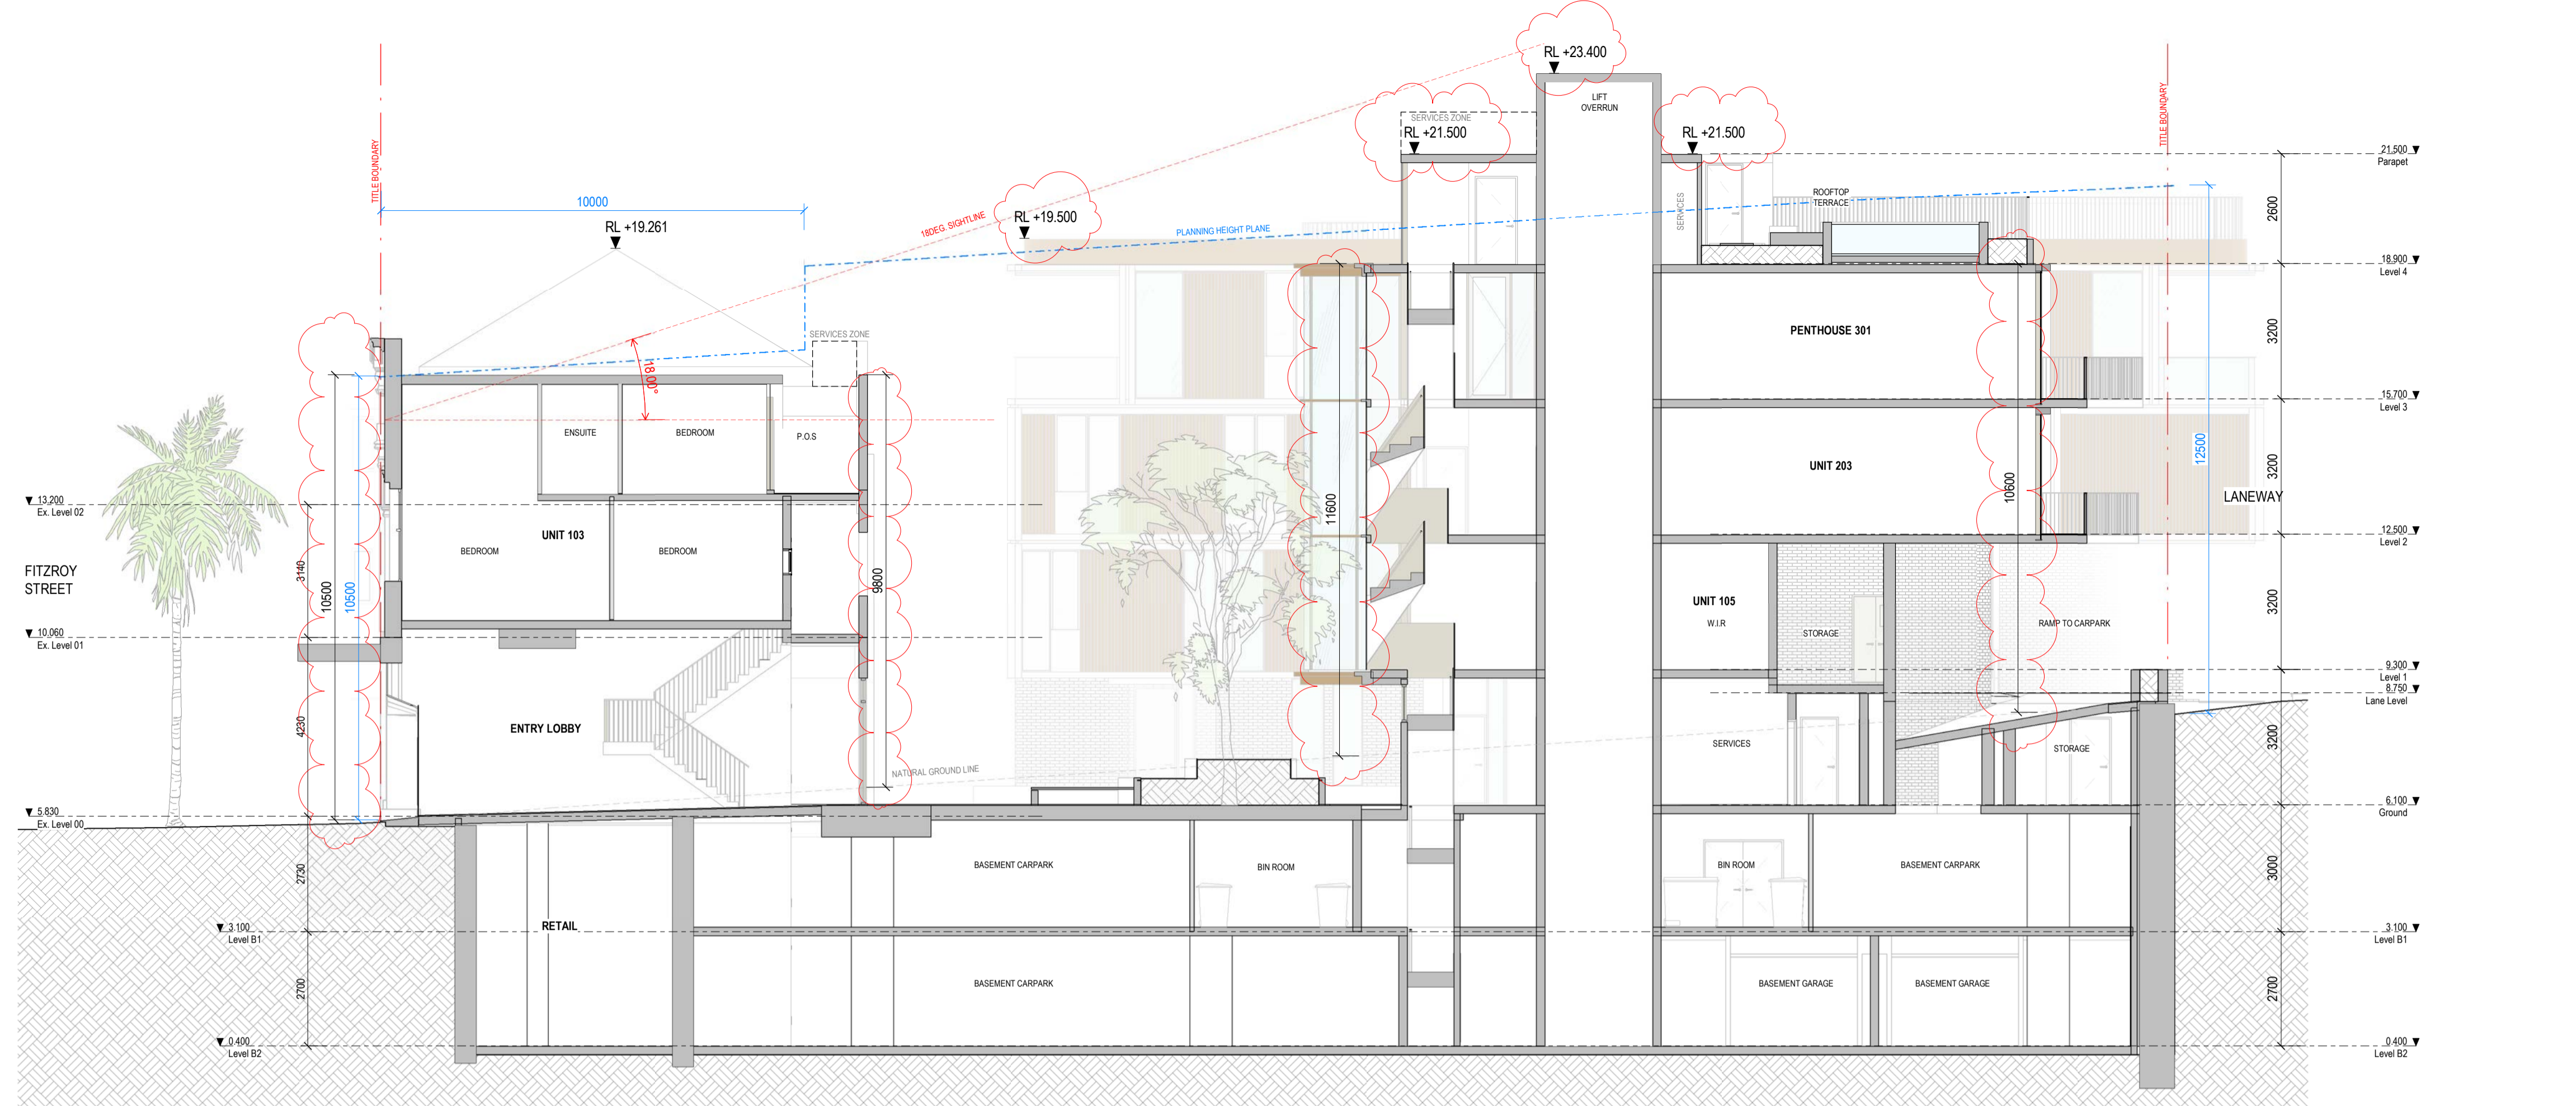 RL +23.400
LIFT
OVERRUN
SERVICES ZONE
RL +21.500
RL +21.500
TITLE BOUNDARY
TITLE BOUNDARY
21.500
Parapet
10000
RL +19.261
18DEG. SIGHTLINE
RL +19.500
PLANNING HEIGHT PLANE
SERVICES
ROOFTOP
TERRACE
2600
18.900
Level 4
SERVICES ZONE
18.00°
PENTHOUSE 301
3200
15.700
Level 3
ENSUITE
BEDROOM
P.O.S
UNIT 203
12500
3200
10600
LANEWAY
13.200
Ex. Level 02
11600
12.500
Level 2
UNIT 103
BEDROOM
BEDROOM
FITZROY
STREET
3140
10500
10500
9800
UNIT 105
W.I.R
STORAGE
RAMP TO CARPARK
3200
10.060
Ex. Level 01
9.300
Level 1
8.750
Lane Level
4230
ENTRY LOBBY
SERVICES
STORAGE
3200
NATURAL GROUND LINE
5.830
Ex. Level 00
6.100
Ground
2730
BASEMENT CARPARK
BIN ROOM
BIN ROOM
BASEMENT CARPARK
3000
RETAIL
3.100
Level B1
3.100
Level B1
2700
BASEMENT CARPARK
BASEMENT GARAGE
BASEMENT GARAGE
2700
0.400
Level B2
0.400
Level B2